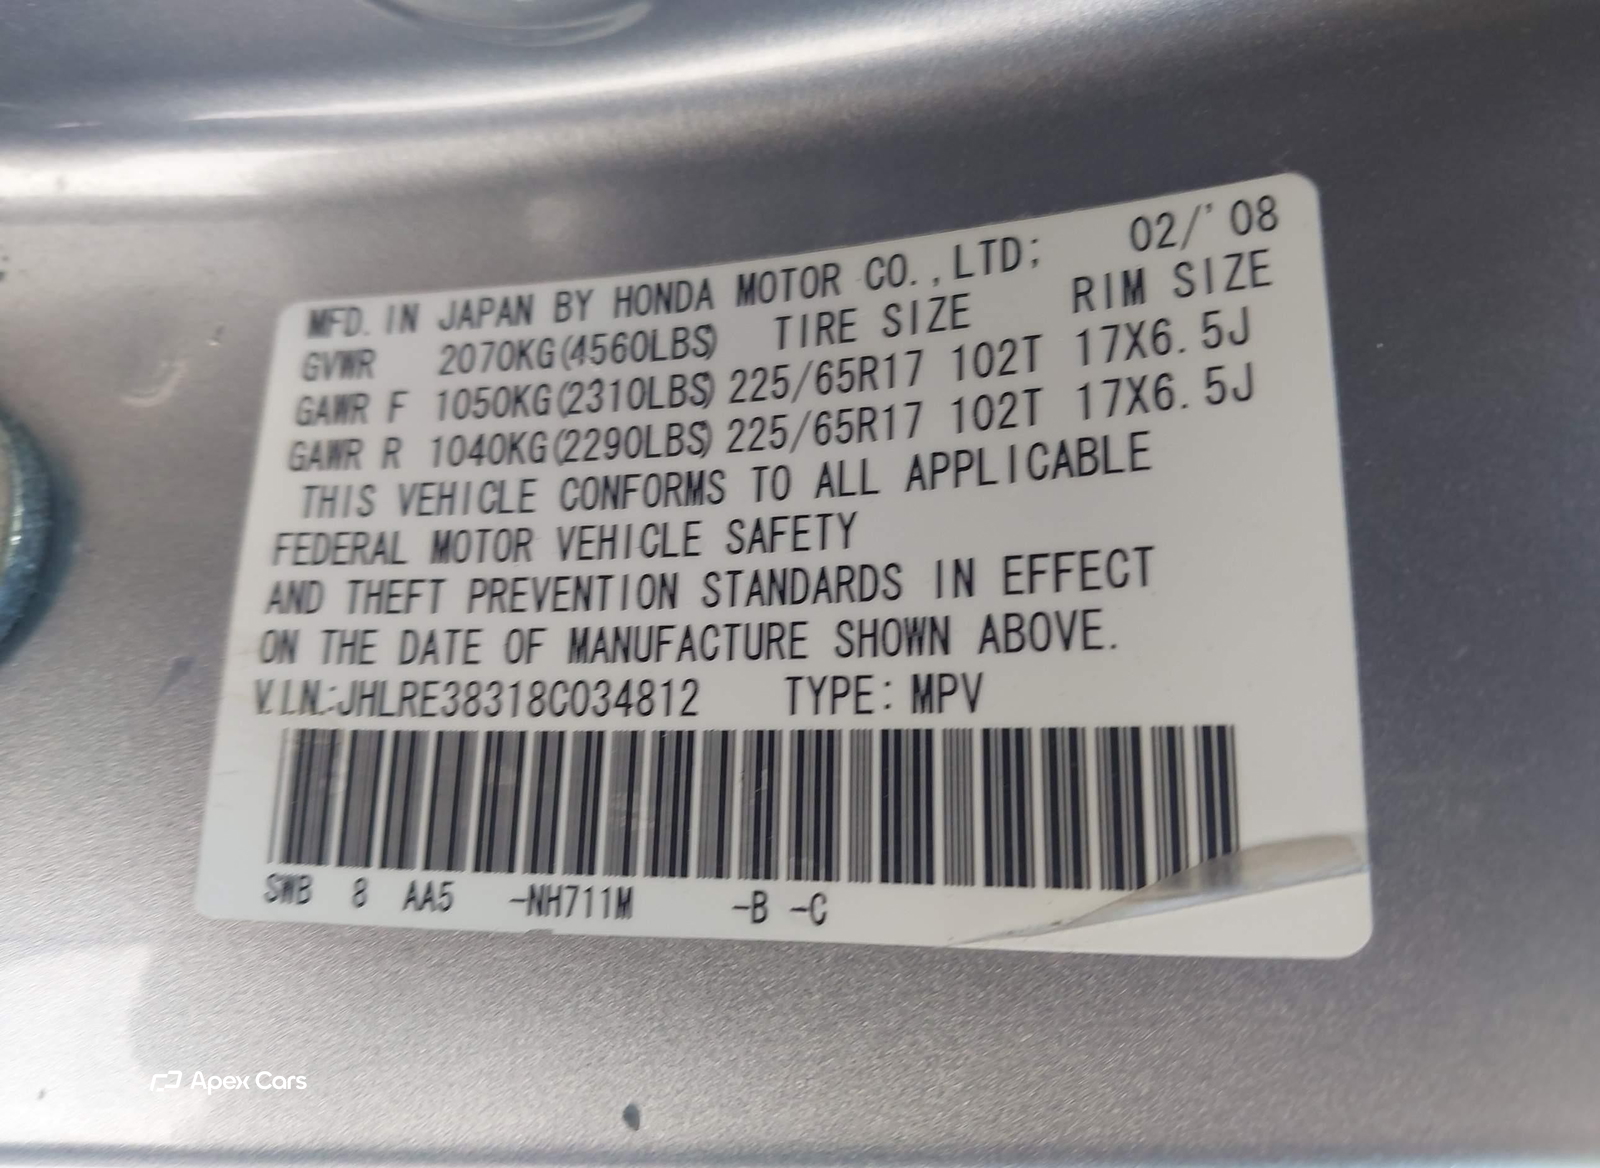 MFD. IN JAPAN BY HONDA MOTOR CO., LTD; 02/'08
GVWR 2070KG(4560LBS) TIRE SIZE RIM SIZE
GAWR F 1050KG(2310LBS) 225/65R17 102T 17X6.5J
GAWR R 1040KG(2290LBS) 225/65R17 102T 17X6.5J
THIS VEHICLE CONFORMS TO ALL APPLICABLE
FEDERAL MOTOR VEHICLE SAFETY
AND THEFT PREVENTION STANDARDS IN EFFECT
ON THE DATE OF MANUFACTURE SHOWN ABOVE.
V.I.N.:JHLRE38318C034812 TYPE: MPV
SWB 8 AA5 -NH711M -B -C
Apex Cars